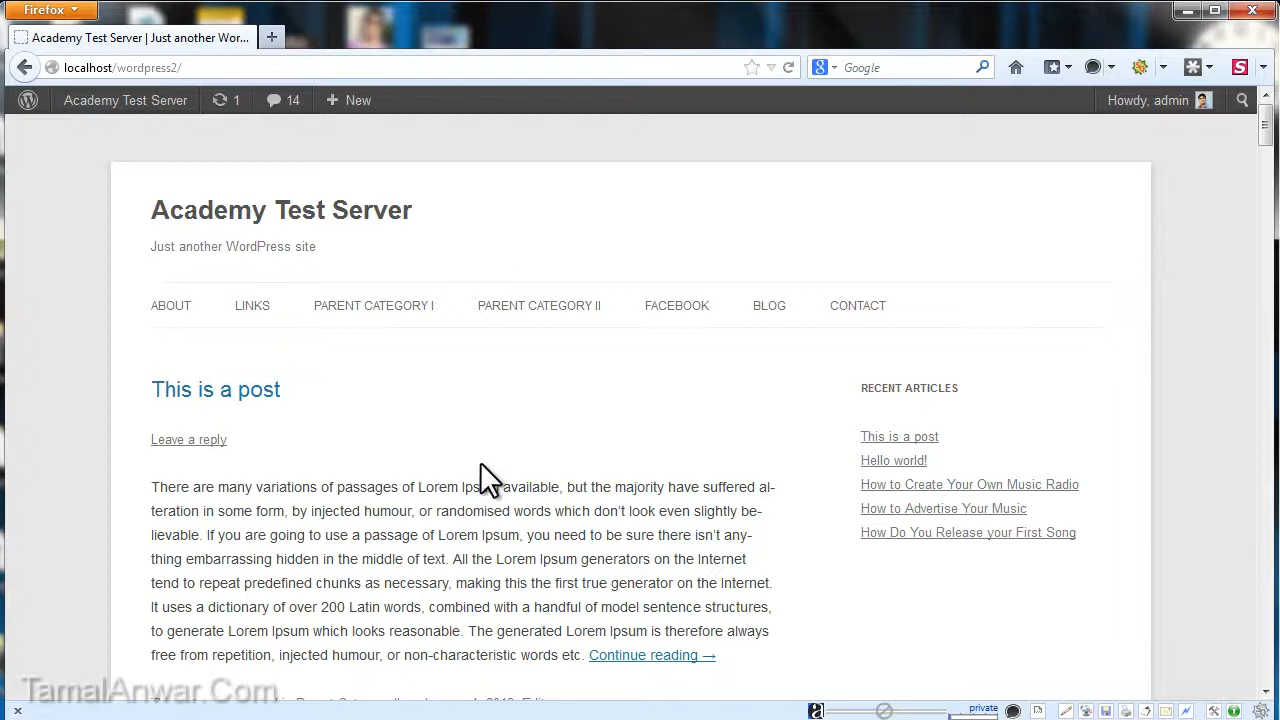 Firefox
Academy Test Server | Just another Wor...
localhost/wordpress2/
Google
Academy Test Server
1
14
New
Howdy, admin
Academy Test Server
Just another WordPress site
ABOUT
LINKS
PARENT CATEGORY I
PARENT CATEGORY II
FACEBOOK
BLOG
CONTACT
This is a post
Leave a reply
There are many variations of passages of Lorem Ipsum available, but the majority have suffered al-
teration in some form, by injected humour, or randomised words which don't look even slightly be-
lievable. If you are going to use a passage of Lorem Ipsum, you need to be sure there isn't any-
thing embarrassing hidden in the middle of text. All the Lorem Ipsum generators on the Internet
tend to repeat predefined chunks as necessary, making this the first true generator on the Internet.
It uses a dictionary of over 200 Latin words, combined with a handful of model sentence structures,
to generate Lorem Ipsum which looks reasonable. The generated Lorem Ipsum is therefore always
free from repetition, injected humour, or non-characteristic words etc. Continue reading →
RECENT ARTICLES
This is a post
Hello world!
How to Create Your Own Music Radio
How to Advertise Your Music
How Do You Release your First Song
TamalAnwar.Com
private